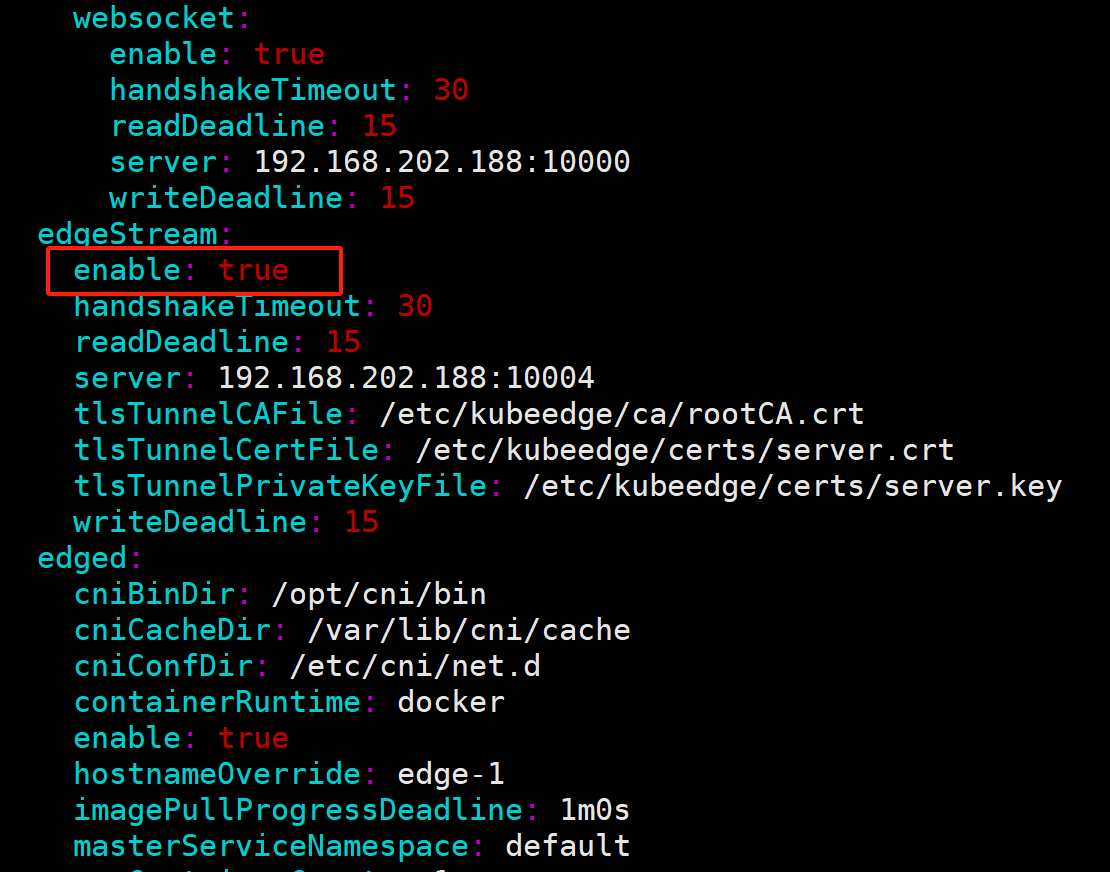 websocket:
enable: true
handshakeTimeout: 30
readDeadline: 15
server: 192.168.202.188:10000
writeDeadline: 15
edgeStream:
enable: true
handshakeTimeout: 30
readDeadline: 15
server: 192.168.202.188:10004
tlsTunnelCAFile: /etc/kubeedge/ca/rootCA.crt
tlsTunnelCertFile: /etc/kubeedge/certs/server.crt
tlsTunnelPrivateKeyFile: /etc/kubeedge/certs/server.key
writeDeadline: 15
edged:
cniBinDir: /opt/cni/bin
cniCacheDir: /var/lib/cni/cache
cniConfDir: /etc/cni/net.d
containerRuntime: docker
enable: true
hostnameOverride: edge-1
imagePullProgressDeadline: 1m0s
masterServiceNamespace: default